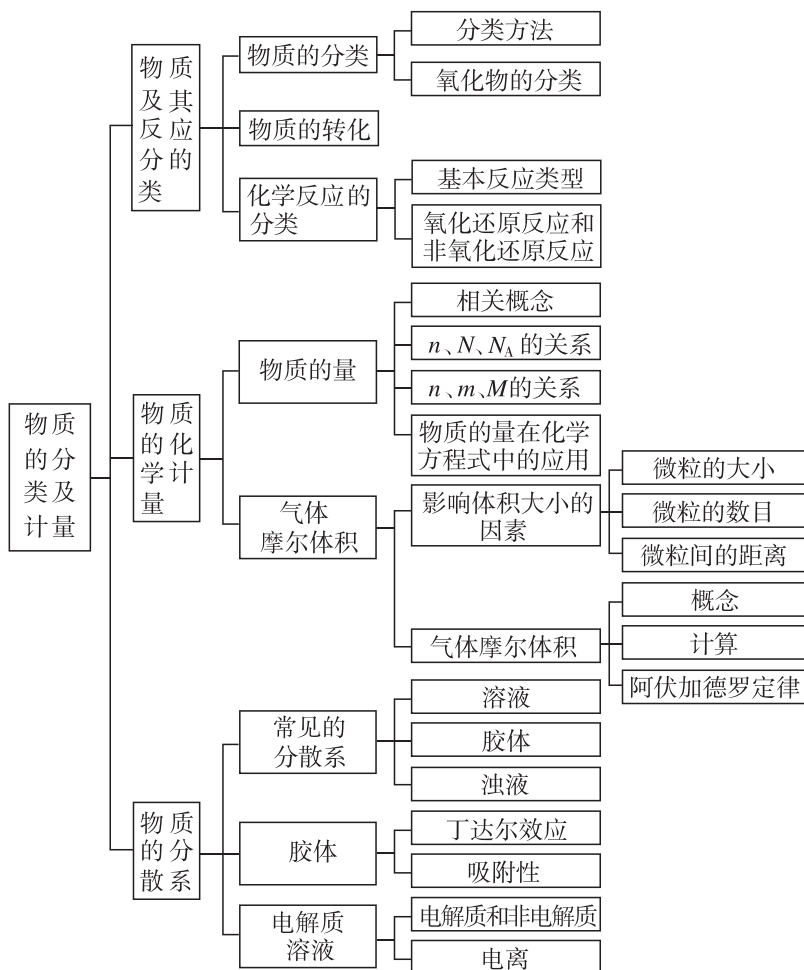 物质
的分
类及
计量
物质
及其
反应
分的
类
物质的分类
分类方法
氧化物的分类
物质的转化
化学反应的
分类
基本反应类型
氧化还原反应和
非氧化还原反应
物质
的化
学计
量
物质的量
相关概念
n、N、N_A 的关系
n、m、M的关系
物质的量在化学
方程式中的应用
气体
摩尔体积
影响体积大小的
因素
微粒的大小
微粒的数目
微粒间的距离
气体摩尔体积
概念
计算
阿伏加德罗定律
物质
的分
散系
常见的
分散系
溶液
胶体
浊液
胶体
丁达尔效应
吸附性
电解质
溶液
电解质和非电解质
电离